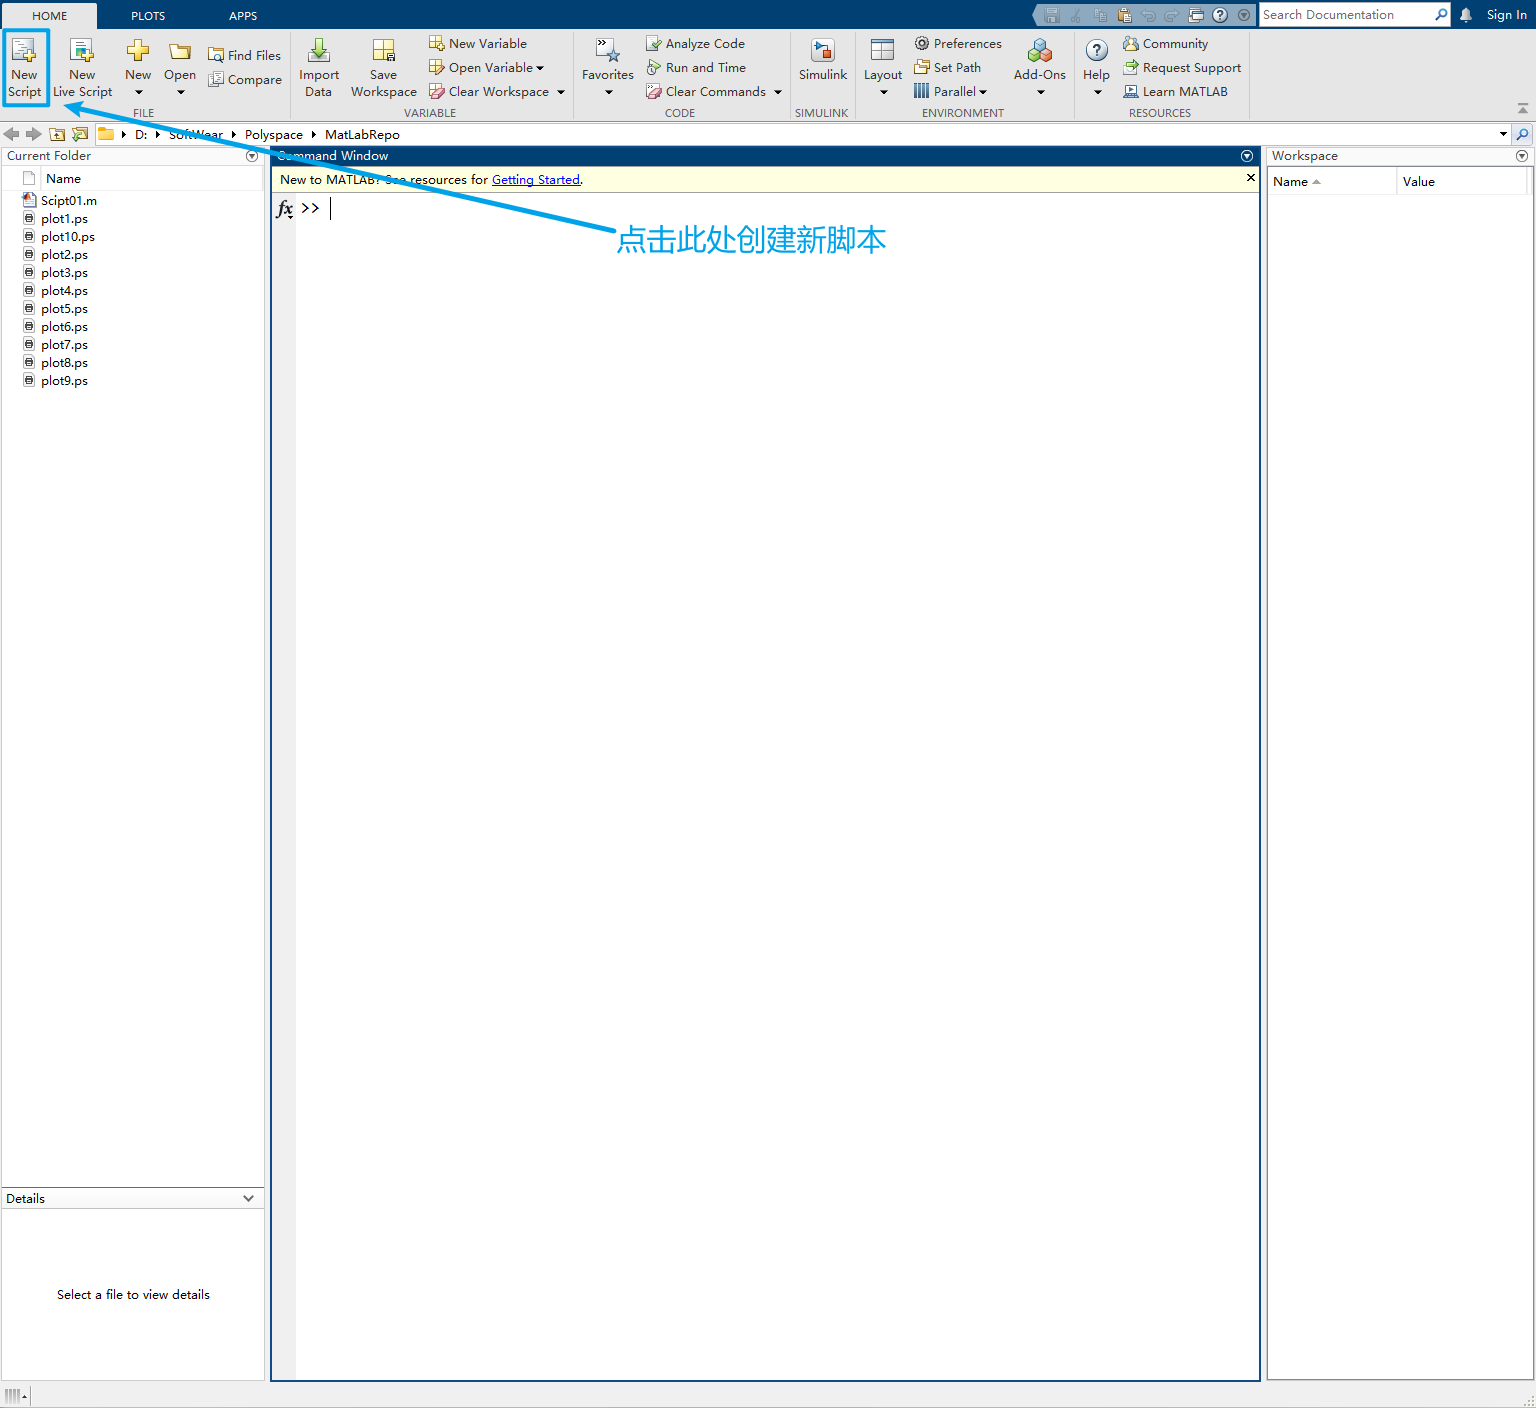 HOME PLOTS APPS Search Documentation Sign In
New Script
New Live Script
New
Open
Find Files
Compare
FILE
Import Data
Save Workspace
New Variable
Open Variable
Clear Workspace
VARIABLE
Favorites
Analyze Code
Run and Time
Clear Commands
CODE
Simulink
SIMULINK
Layout
Preferences
Set Path
Parallel
Add-Ons
ENVIRONMENT
Help
Community
Request Support
Learn MATLAB
RESOURCES
D: SoftWear Polyspace MatLabRepo
Current Folder
Name
Scipt01.m
plot1.ps
plot10.ps
plot2.ps
plot3.ps
plot4.ps
plot5.ps
plot6.ps
plot7.ps
plot8.ps
plot9.ps
Details
Select a file to view details
Command Window
New to MATLAB? See resources for Getting Started.
fx >>
点击此处创建新脚本
Workspace
Name Value